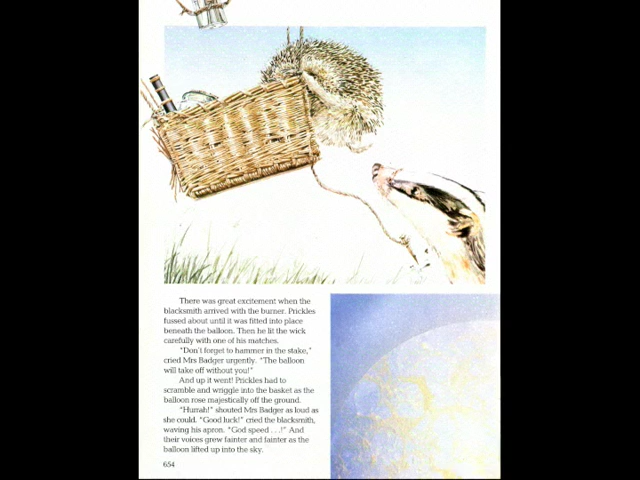 There was great excitement when the
blacksmith arrived with the burner. Prickles
fussed about until it was fitted into place
beneath the balloon. Then he lit the wick
carefully with one of his matches.
"Don't forget to hammer in the stake,"
cried Mrs Badger urgently. "The balloon
will take off without you!"
And up it went! Prickles had to
scramble and wriggle into the basket as the
balloon rose majestically off the ground.
"Hurrah!" shouted Mrs Badger as loud as
she could. "Good luck!" cried the blacksmith,
waving his apron. "God speed . . .!" And
their voices grew fainter and fainter as the
balloon lifted up into the sky.
654